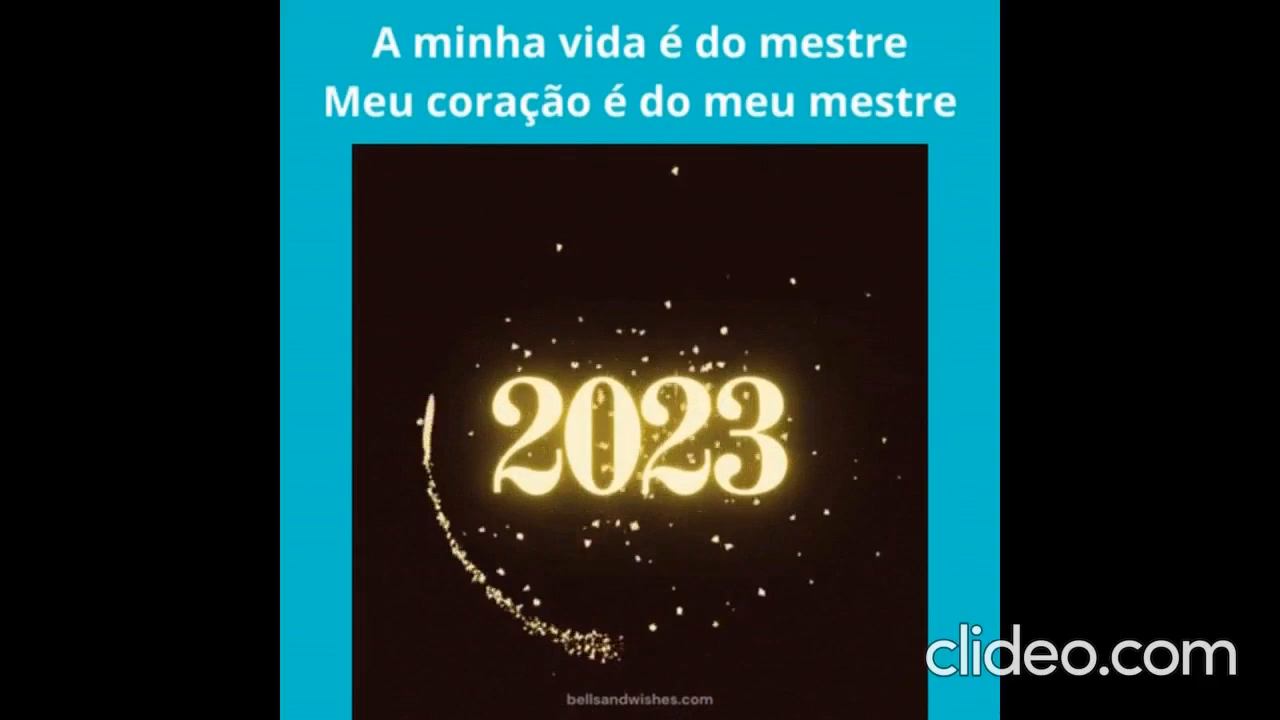 A minha vida é do mestre
Meu coração é do meu mestre
2023
clideo.com
bellsandwishes.com